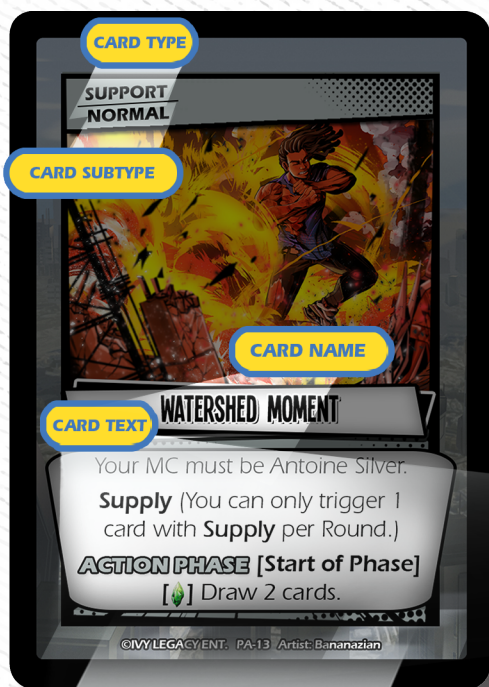 CARD TYPE
SUPPORT
NORMAL
CARD SUBTYPE
CARD NAME
WATERSHED MOMENT
CARD TEXT
Your MC must be Antoine Silver.
Supply (You can only trigger 1
card with Supply per Round.)
ACTION PHASE [Start of Phase]
[] Draw 2 cards.
©IVY LEGACY ENT. PA-13 Artist: Bananazian